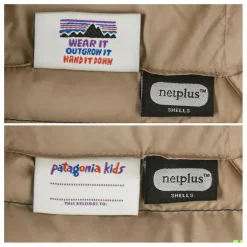 WEAR IT
OUTGROW IT
HAND IT DOWN
netplus™
SHELLS
patagonia kids
THIS BELONGS TO:
netplus™
SHELLS